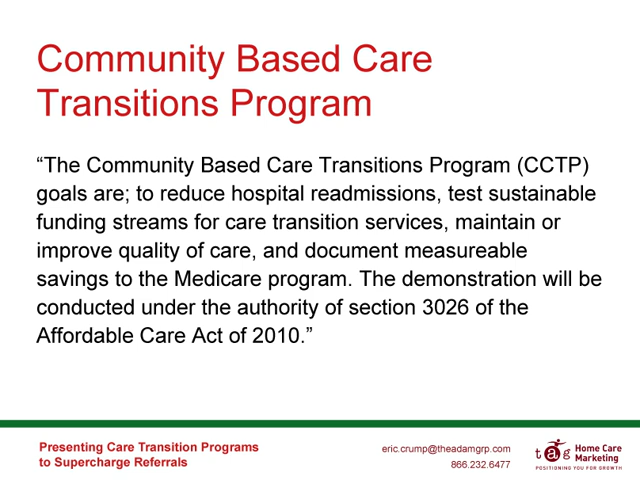 Community Based Care
Transitions Program
“The Community Based Care Transitions Program (CCTP)
goals are; to reduce hospital readmissions, test sustainable
funding streams for care transition services, maintain or
improve quality of care, and document measureable
savings to the Medicare program. The demonstration will be
conducted under the authority of section 3026 of the
Affordable Care Act of 2010.”
Presenting Care Transition Programs
to Supercharge Referrals
eric.crump@theadamgrp.com
866.232.6477
tag
Home Care
Marketing
POSITIONING YOU FOR GROWTH